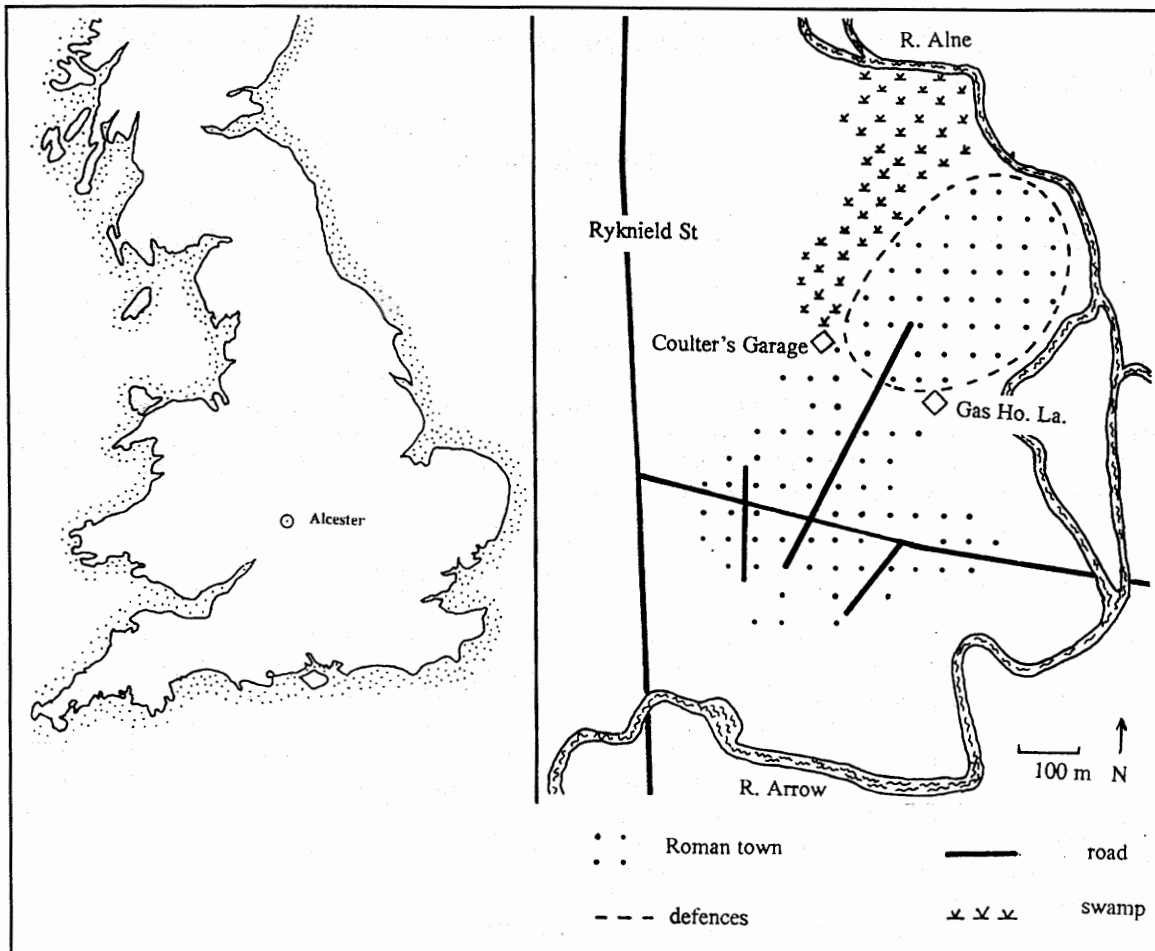 Alcester
R. Alne
Ryknield St
Coulter's Garage
Gas Ho. La.
100 m N
R. Arrow
Roman town
road
defences
swamp